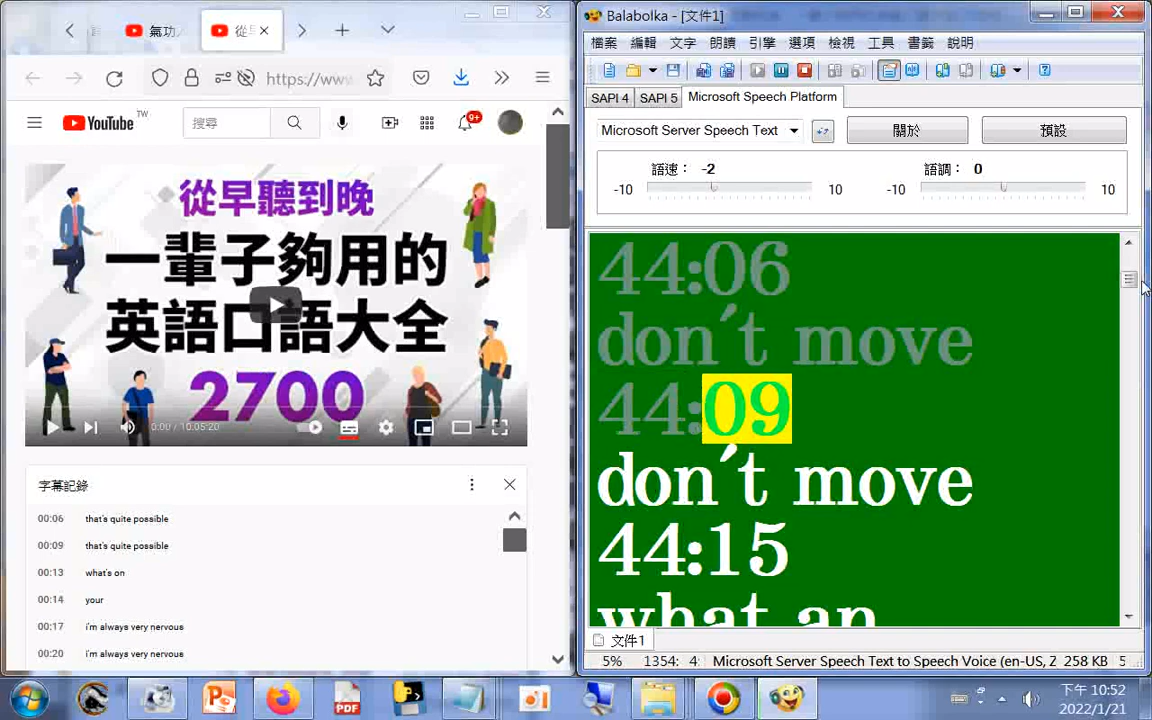 氣功
從
https://www
YouTube TW
搜尋
9+
從早聽到晚
一輩子夠用的
英語口語大全
2700
0:00 / 10:05:20
字幕記錄
00:06 that's quite possible
00:09 that's quite possible
00:13 what's on
00:14 your
00:17 i'm always very nervous
00:20 i'm always very nervous
Balabolka - [文件1]
檔案 編輯 文字 朗讀 引擎 選項 檢視 工具 書籤 說明
SAPI 4 SAPI 5 Microsoft Speech Platform
Microsoft Server Speech Text 關於 預設
語速： -2 語調： 0
-10 10 -10 10
44:06
don't move
44:09
don't move
44:15
what an
文件1
5% 1354: 4: Microsoft Server Speech Text to Speech Voice (en-US, Z 258 KB 5
PDF
下午 10:52
2022/1/21